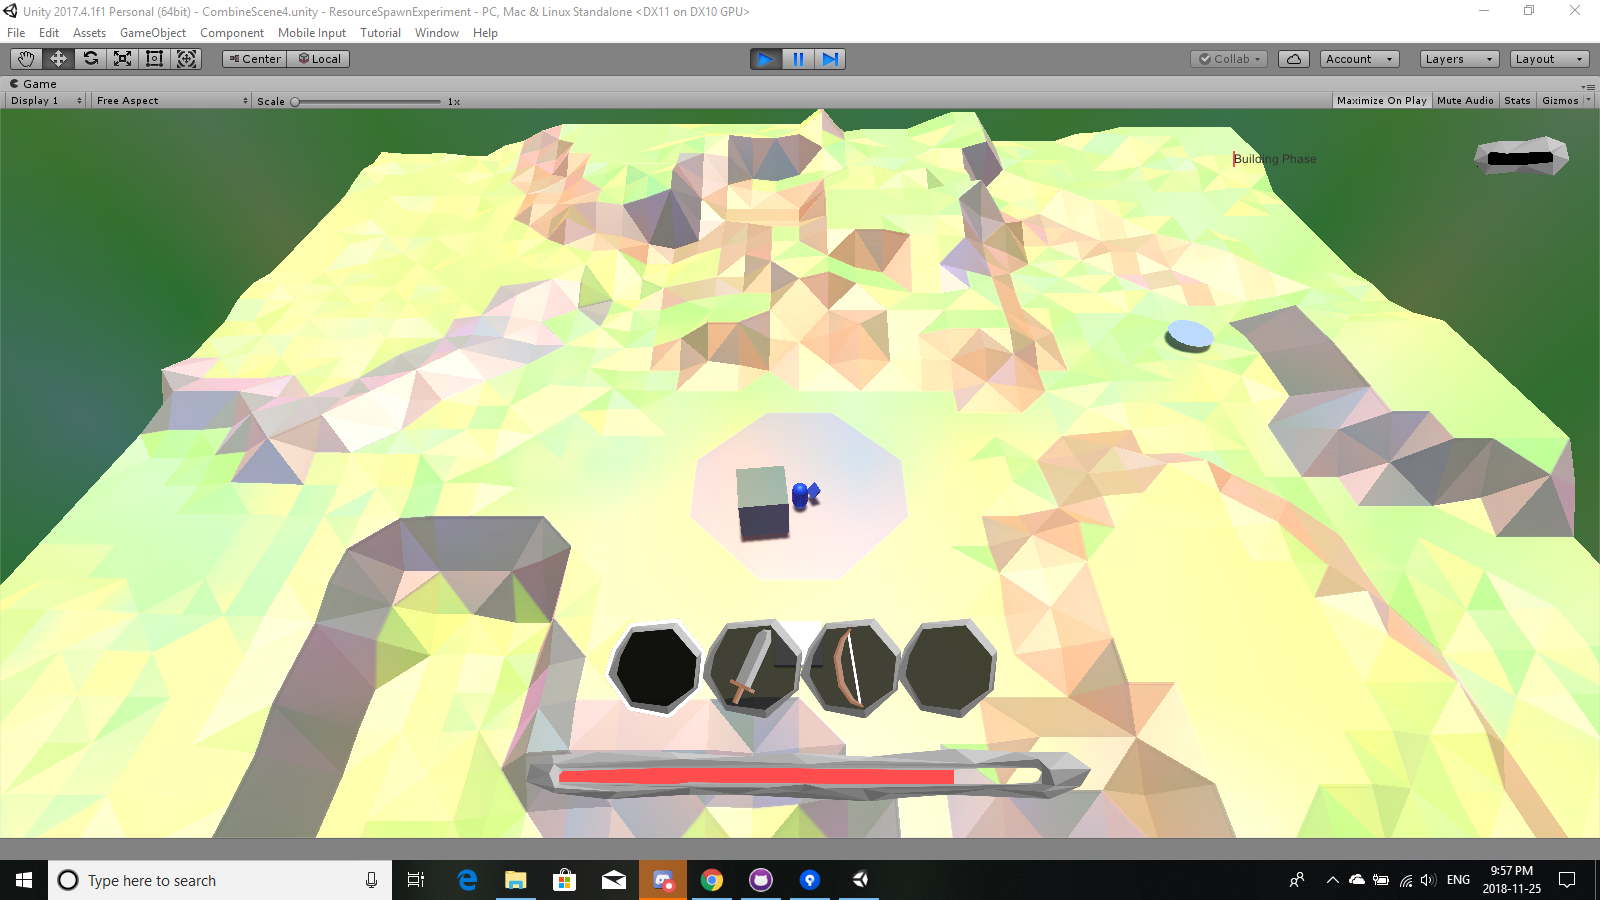 Unity 2017.4.1f1 Personal (64bit) - CombineScene4.unity - ResourceSpawnExperiment - PC, Mac & Linux Standalone <DX11 on DX10 GPU>
File Edit Assets GameObject Component Mobile Input Tutorial Window Help
Center Local Collab Account Layers Layout
Game
Display 1 Free Aspect Scale 1x Maximize On Play Mute Audio Stats Gizmos
Building Phase
Type here to search
ENG
9:57 PM
2018-11-25